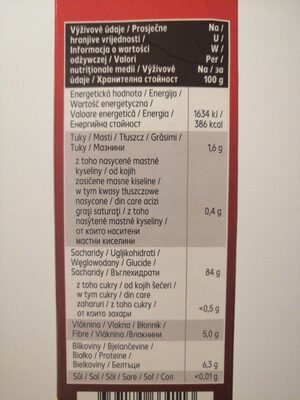 Výživové údaje / Prosječne
hranjive vrijednosti /
Informacja o wartości
odżywczej / Valori
nutriționale medii / Výživové
údaje / Хранителна стойност
Na /
U /
W /
Per /
Na / за
100 g
Energetická hodnota / Energija /
Wartość energetyczna /
Valoare energetică / Energia /
Енергийна стойност
1634 kJ /
386 kcal
Tuky / Masti / Tłuszcz / Grăsimi /
Tuky / Мазнини
1,6 g
z toho nasycené mastné
kyseliny / od kojih
zasićene masne kiseline /
w tym kwasy tłuszczowe
nasycone / din care acizi
grași saturați / z toho
nasýtené mastné kyseliny /
от които наситени
мастни киселини
0,4 g
Sacharidy / Ugljikohidrati /
Węglowodany / Glucide /
Sacharidy / Въглехидрати
84 g
z toho cukry / od kojih šećeri /
w tym cukry / din care
zaharuri / z toho cukry /
от които захари
<0,5 g
Vláknina / Vlakna / Błonnik /
Fibre / Vláknina /Влакнини
5,0 g
Bílkoviny / Bjelančevine /
Białko / Proteine /
Bielkoviny / Белтъци
6,3 g
Sůl / Sol / Sól / Sare / Soľ / Сол
<0,01 g